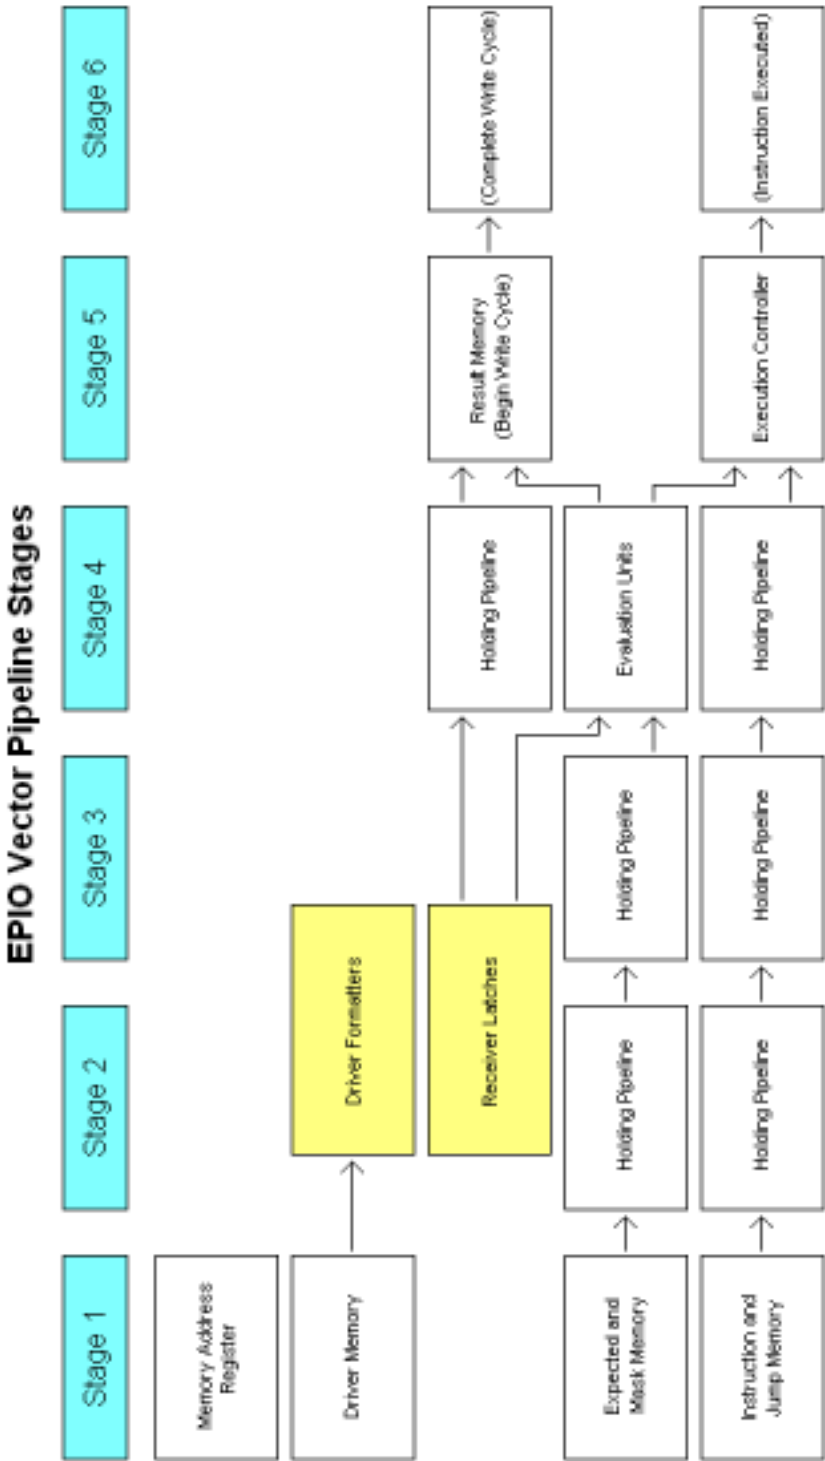 EPIO Vector Pipeline Stages
Stage 1
Stage 2
Stage 3
Stage 4
Stage 5
Stage 6
Memory Address
Register
Driver Memory
Driver Formatters
Receiver Latches
Holding Pipeline
Result Memory
(Begin Write Cycle)
(Complete Write Cycle)
Expected and
Mask Memory
Holding Pipeline
Holding Pipeline
Evaluation Units
Instruction and
Jump Memory
Holding Pipeline
Holding Pipeline
Holding Pipeline
Execution Controller
(Instruction Executed)